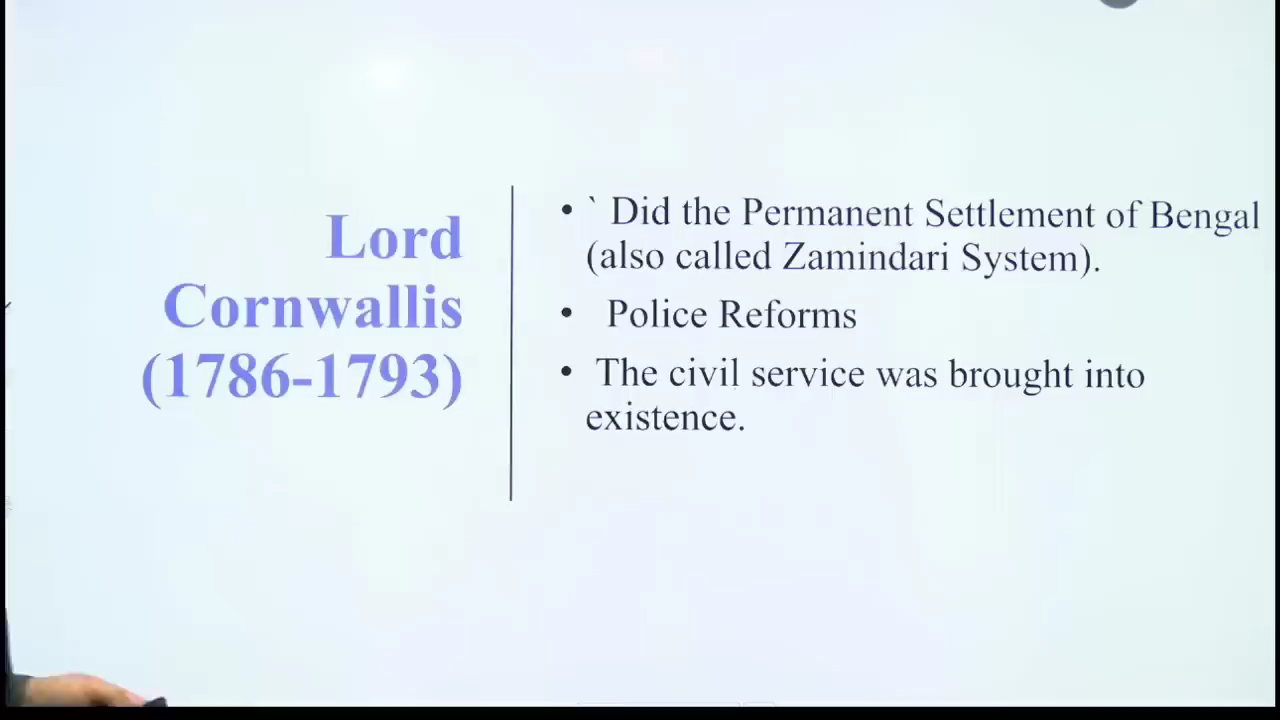 Lord
Cornwallis
(1786-1793)
• ` Did the Permanent Settlement of Bengal
(also called Zamindari System).
• Police Reforms
• The civil service was brought into
existence.